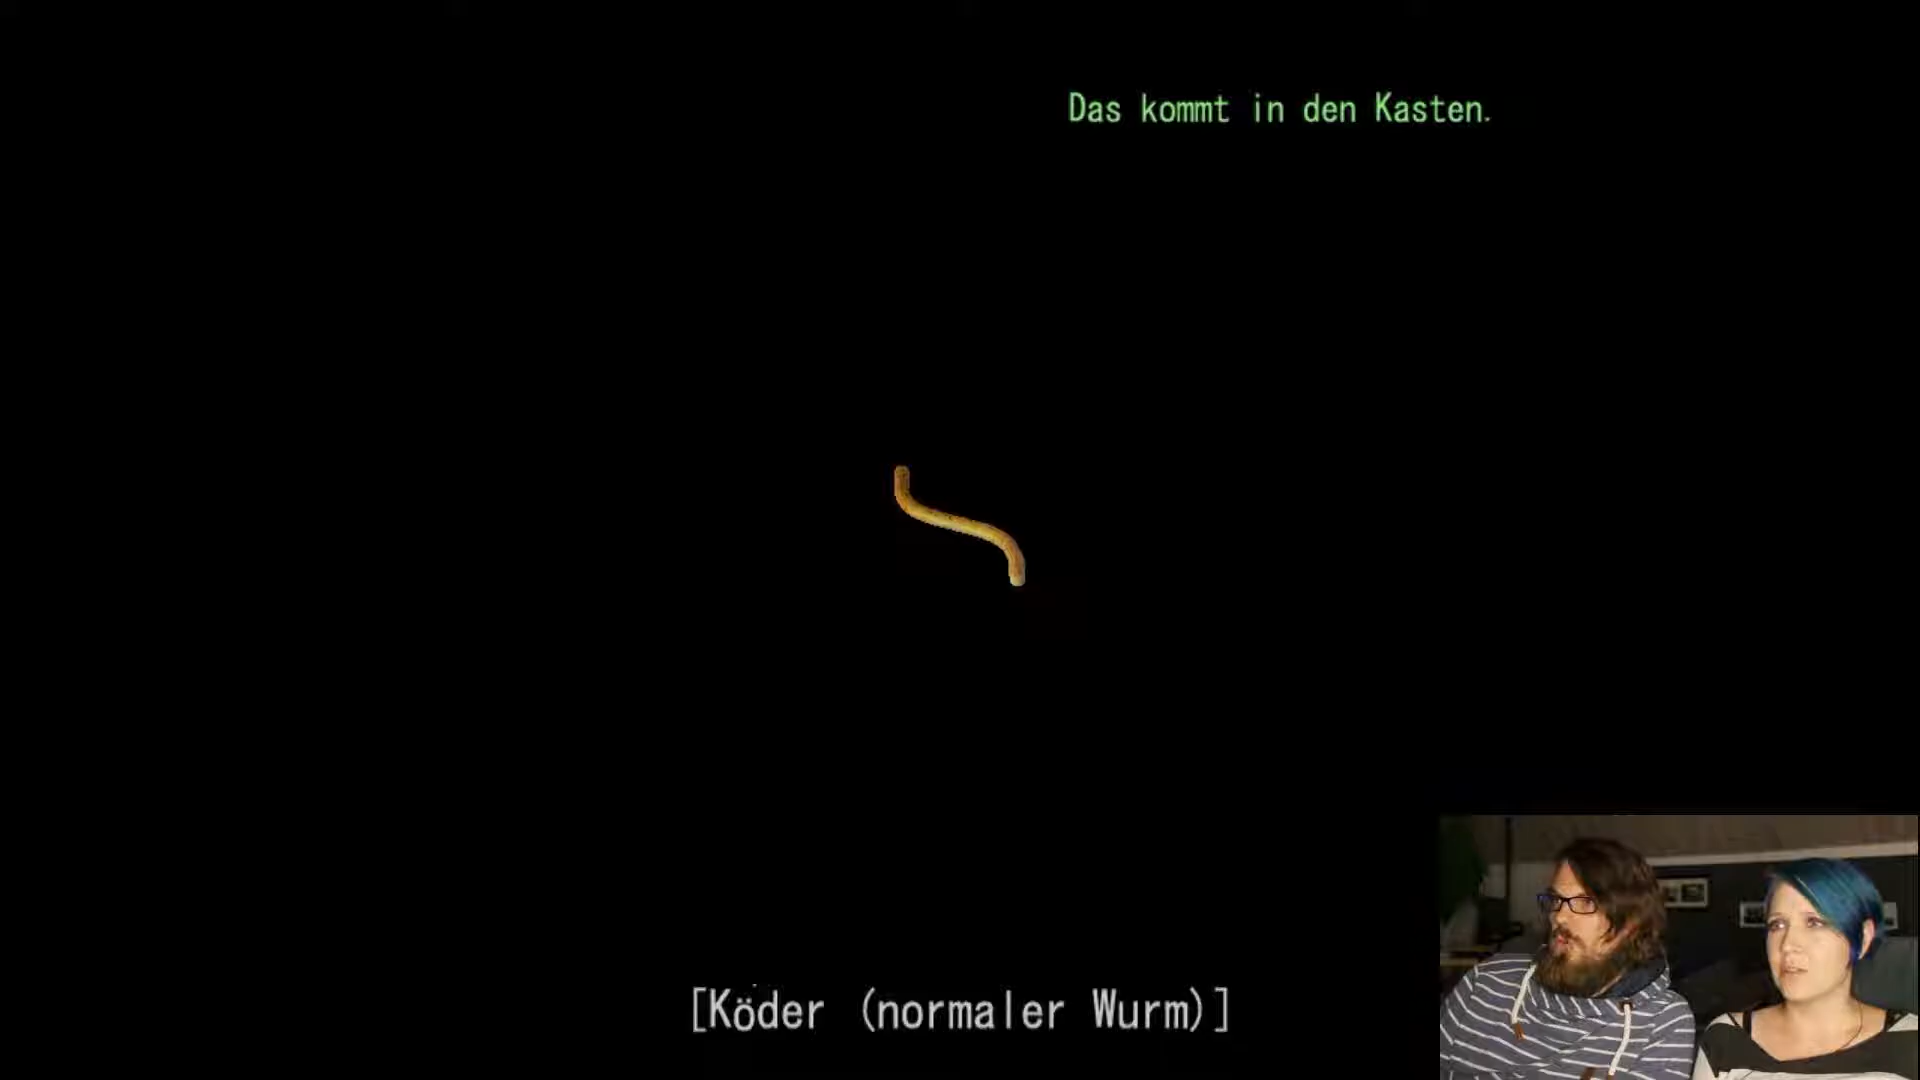 Das kommt in den Kasten.
[Köder (normaler Wurm)]